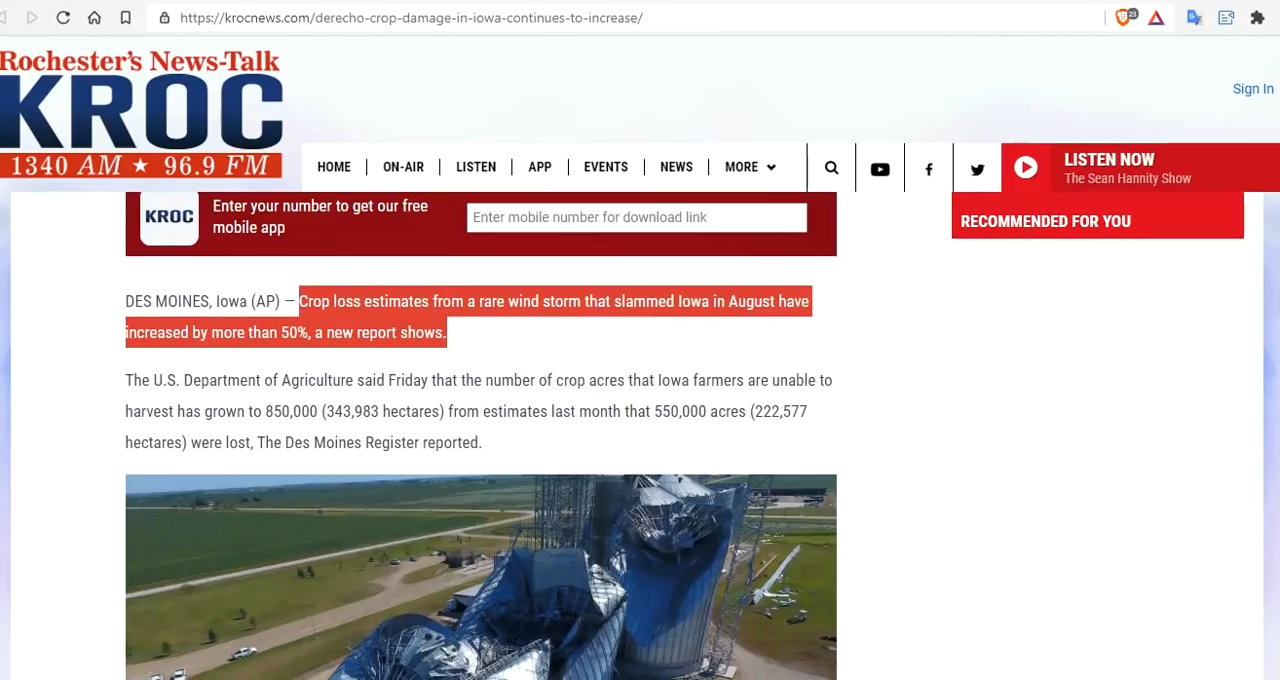 https://krocnews.com/derecho-crop-damage-in-iowa-continues-to-increase/
23
Rochester's News-Talk
KROC
1340 AM ★ 96.9 FM
Sign In
HOME
ON-AIR
LISTEN
APP
EVENTS
NEWS
MORE
LISTEN NOW
The Sean Hannity Show
KROC
Enter your number to get our free
mobile app
Enter mobile number for download link
RECOMMENDED FOR YOU
DES MOINES, Iowa (AP) — Crop loss estimates from a rare wind storm that slammed Iowa in August have
increased by more than 50%, a new report shows.
The U.S. Department of Agriculture said Friday that the number of crop acres that Iowa farmers are unable to
harvest has grown to 850,000 (343,983 hectares) from estimates last month that 550,000 acres (222,577
hectares) were lost, The Des Moines Register reported.